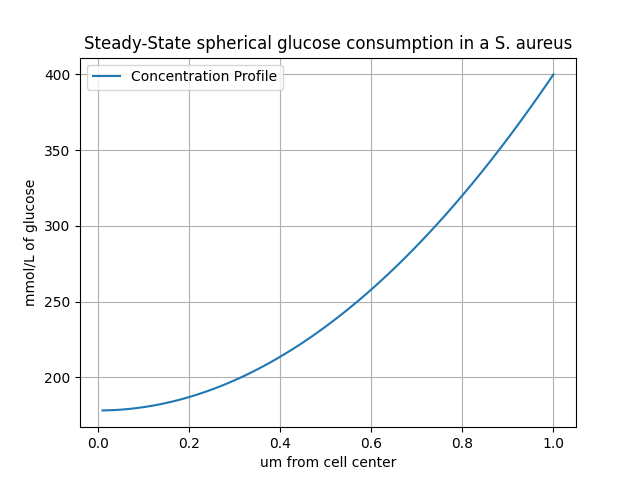 Steady-State spherical glucose consumption in a S. aureus
Concentration Profile
mmol/L of glucose
400
350
300
250
200
0.0 0.2 0.4 0.6 0.8 1.0
um from cell center